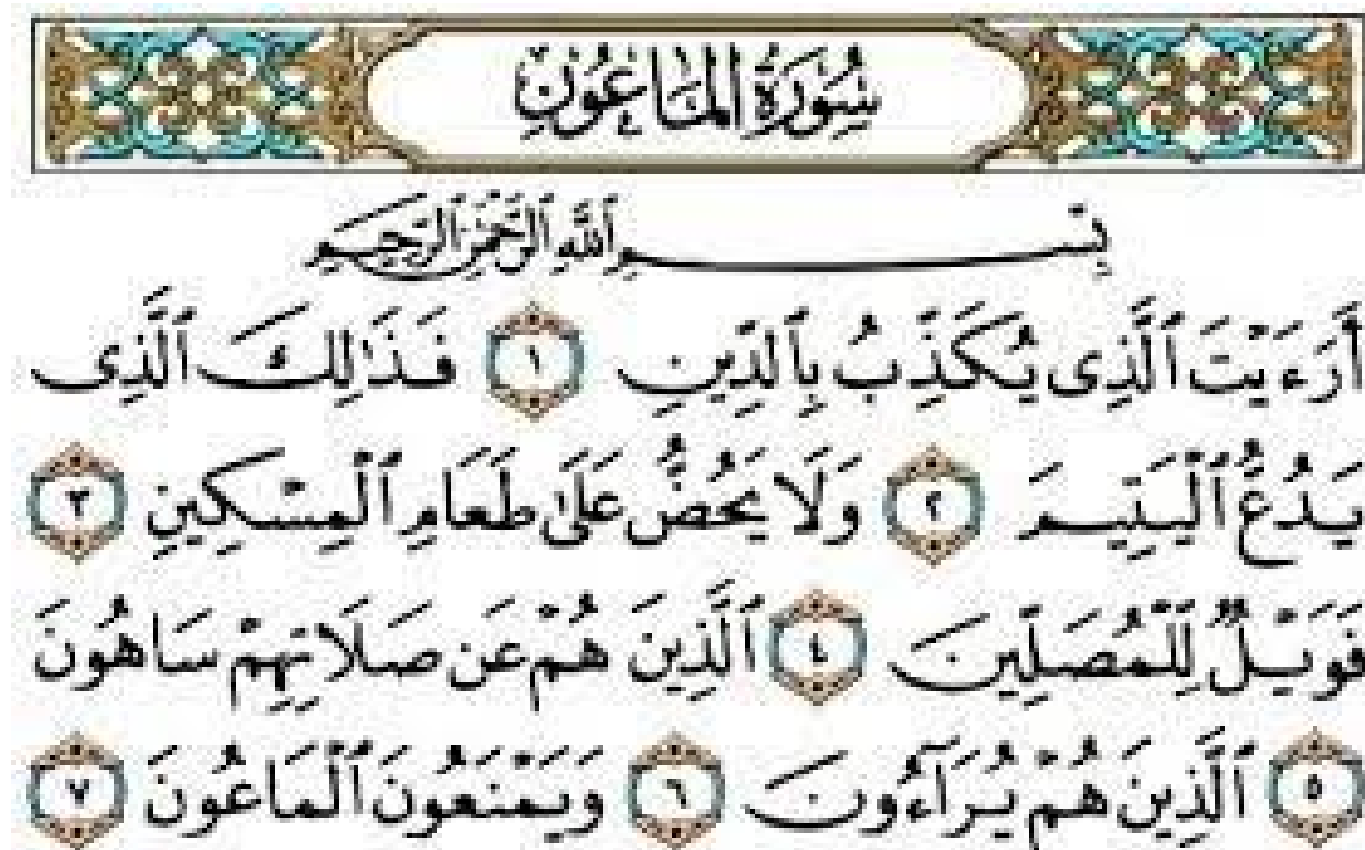 سُورَةُ المَاعُونِ
بِسْمِ ٱللَّهِ ٱلرَّحْمَٰنِ ٱلرَّحِيمِ
أَرَءَيْتَ ٱلَّذِى يُكَذِّبُ بِٱلدِّينِ ١ فَذَٰلِكَ ٱلَّذِى
يَدُعُّ ٱلْيَتِيمَ ٢ وَلَا يَحُضُّ عَلَىٰ طَعَامِ ٱلْمِسْكِينِ ٣
فَوَيْلٌ لِّلْمُصَلِّينَ ٤ ٱلَّذِينَ هُمْ عَن صَلَاتِهِمْ سَاهُونَ
٥ ٱلَّذِينَ هُمْ يُرَآءُونَ ٦ وَيَمْنَعُونَ ٱلْمَاعُونَ ٧